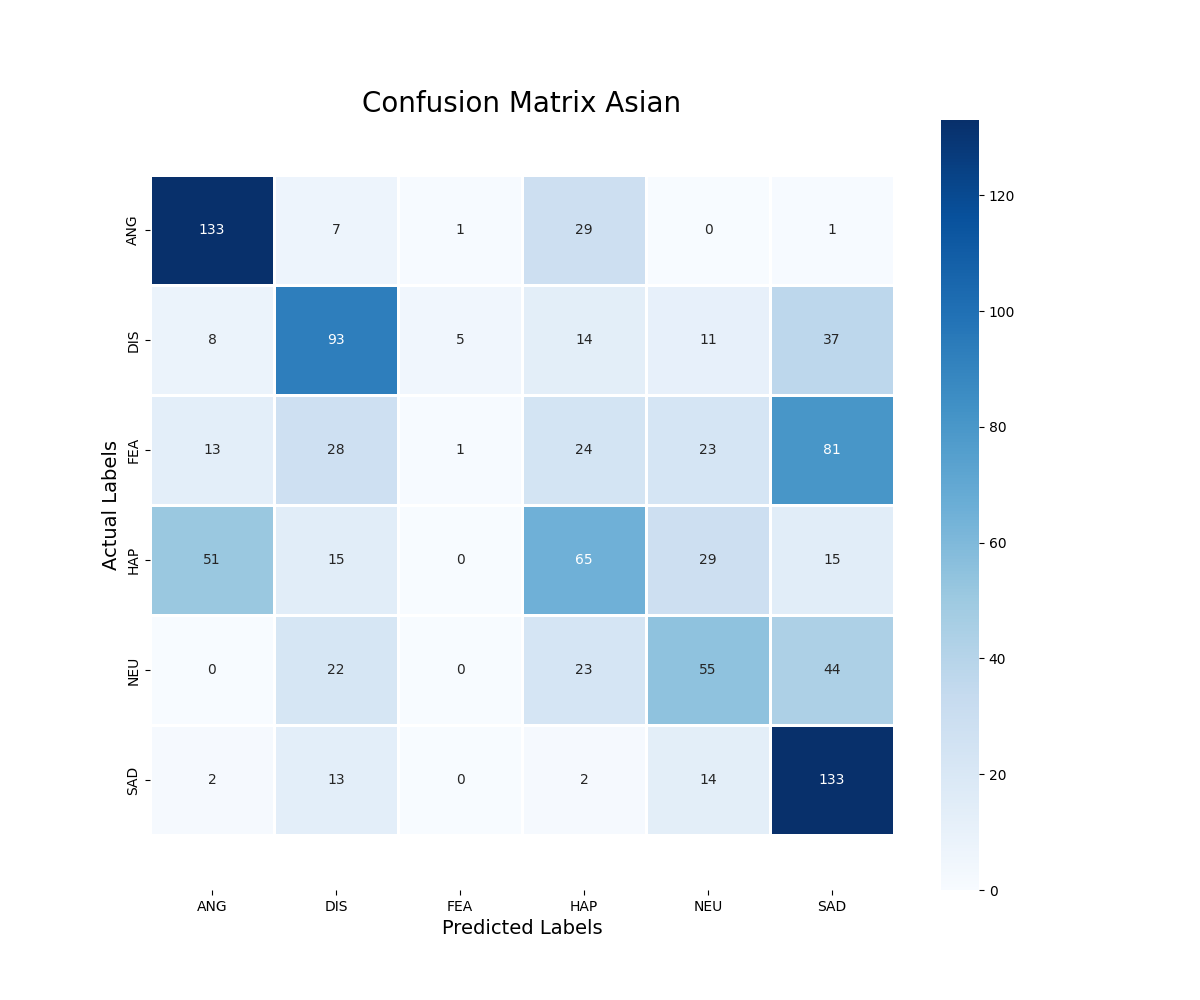 Confusion Matrix Asian
ANG 133 7 1 29 0 1
DIS 8 93 5 14 11 37
FEA 13 28 1 24 23 81
HAP 51 15 0 65 29 15
NEU 0 22 0 23 55 44
SAD 2 13 0 2 14 133
Actual Labels
ANG DIS FEA HAP NEU SAD
Predicted Labels
120
100
80
60
40
20
0